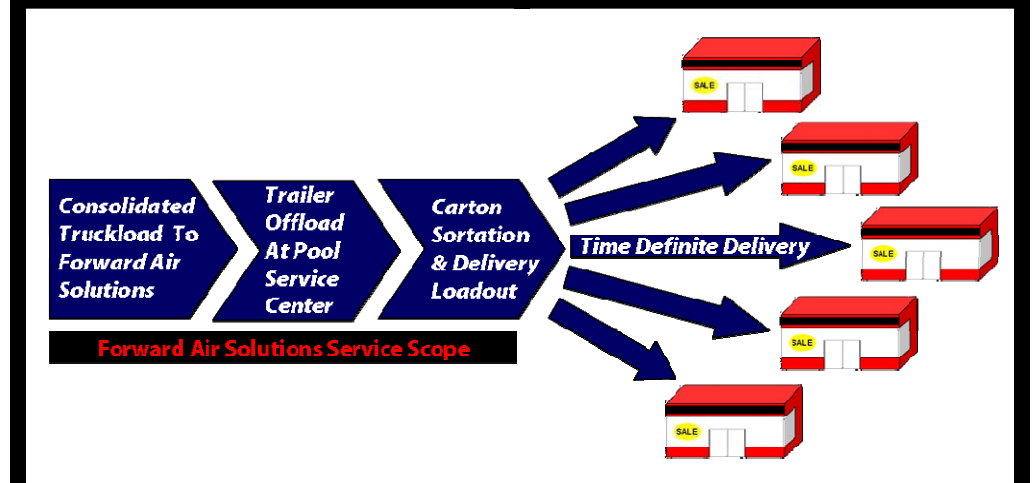 Consolidated
Truckload To
Forward Air
Solutions
Trailer
Offload
At Pool
Service
Center
Carton
Sortation
& Delivery
Loadout
Time Definite Delivery
SALE
SALE
SALE
SALE
SALE
Forward Air Solutions Service Scope